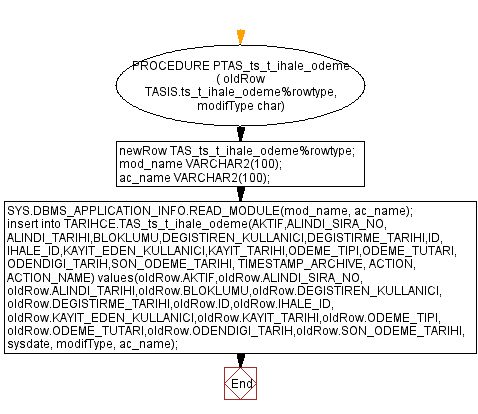 PROCEDURE PTAS_ts_t_ihale_odeme
( oldRow
TASIS.ts_t_ihale_odeme%rowtype,
modifType char)
newRow TAS_ts_t_ihale_odeme%rowtype;
mod_name VARCHAR2(100);
ac_name VARCHAR2(100);
SYS.DBMS_APPLICATION_INFO.READ_MODULE(mod_name, ac_name);
insert into TARIHCE.TAS_ts_t_ihale_odeme(AKTIF,ALINDI_SIRA_NO,
ALINDI_TARIHI,BLOKLUMU,DEGISTIREN_KULLANICI,DEGISTIRME_TARIHI,ID,
IHALE_ID,KAYIT_EDEN_KULLANICI,KAYIT_TARIHI,ODEME_TIPI,ODEME_TUTARI,
ODENDIGI_TARIH,SON_ODEME_TARIHI, TIMESTAMP_ARCHIVE, ACTION,
ACTION_NAME) values(oldRow.AKTIF,oldRow.ALINDI_SIRA_NO,
oldRow.ALINDI_TARIHI,oldRow.BLOKLUMU,oldRow.DEGISTIREN_KULLANICI,
oldRow.DEGISTIRME_TARIHI,oldRow.ID,oldRow.IHALE_ID,
oldRow.KAYIT_EDEN_KULLANICI,oldRow.KAYIT_TARIHI,oldRow.ODEME_TIPI,
oldRow.ODEME_TUTARI,oldRow.ODENDIGI_TARIH,oldRow.SON_ODEME_TARIHI,
sysdate, modifType, ac_name);
End